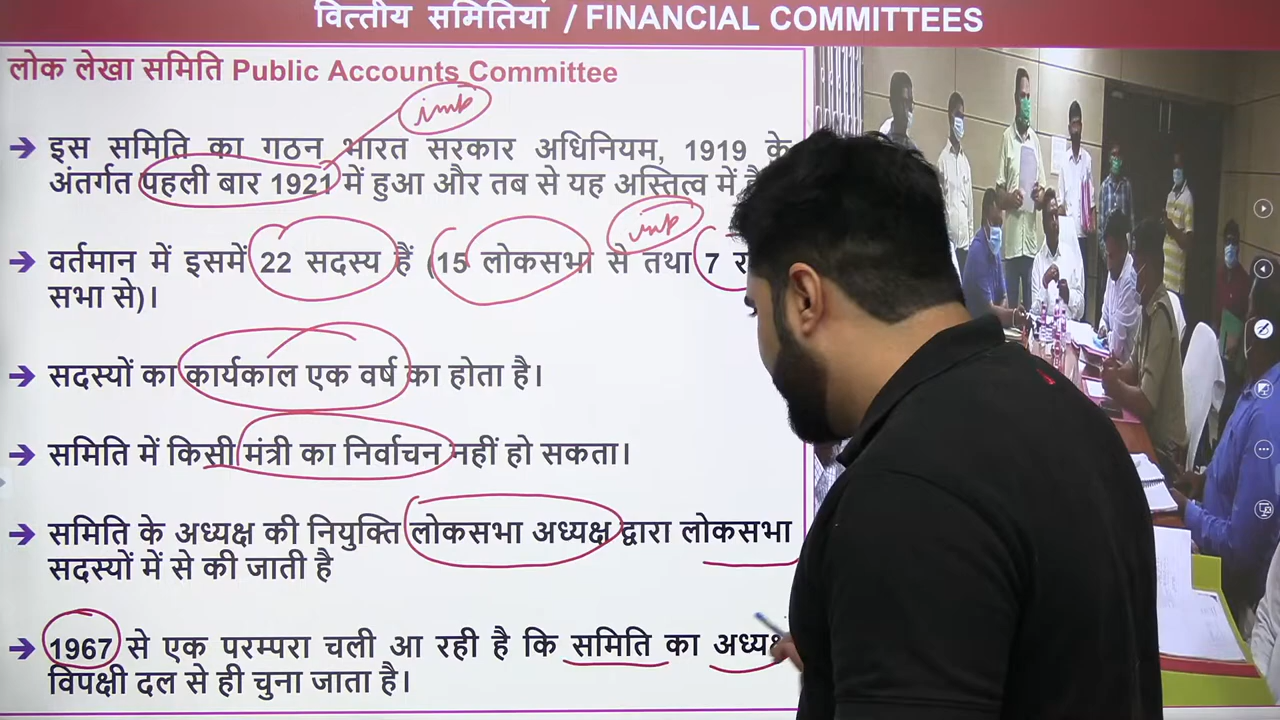 वित्तीय समितियां / FINANCIAL COMMITTEES
लोक लेखा समिति Public Accounts Committee
imp
→ इस समिति का गठन भारत सरकार अधिनियम, 1919 के
अंतर्गत पहली बार 1921 में हुआ और तब से यह अस्तित्व में
imp
→ वर्तमान में इसमें 22 सदस्य हैं (15 लोकसभा से तथा 7
सभा से)।
→ सदस्यों का कार्यकाल एक वर्ष का होता है।
→ समिति में किसी मंत्री का निर्वाचन नहीं हो सकता।
→ समिति के अध्यक्ष की नियुक्ति लोकसभा अध्यक्ष द्वारा लोकसभा
सदस्यों में से की जाती है
→ 1967 से एक परम्परा चली आ रही है कि समिति का अध्यक्ष
विपक्षी दल से ही चुना जाता है।